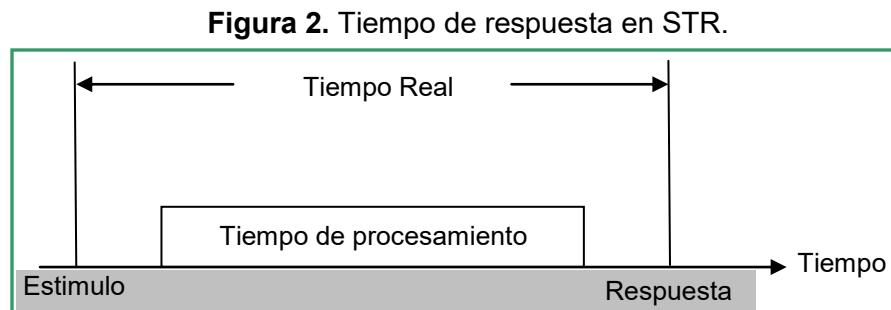 Figura 2. Tiempo de respuesta en STR.
Tiempo Real
Tiempo de procesamiento
Tiempo
Estimulo
Respuesta